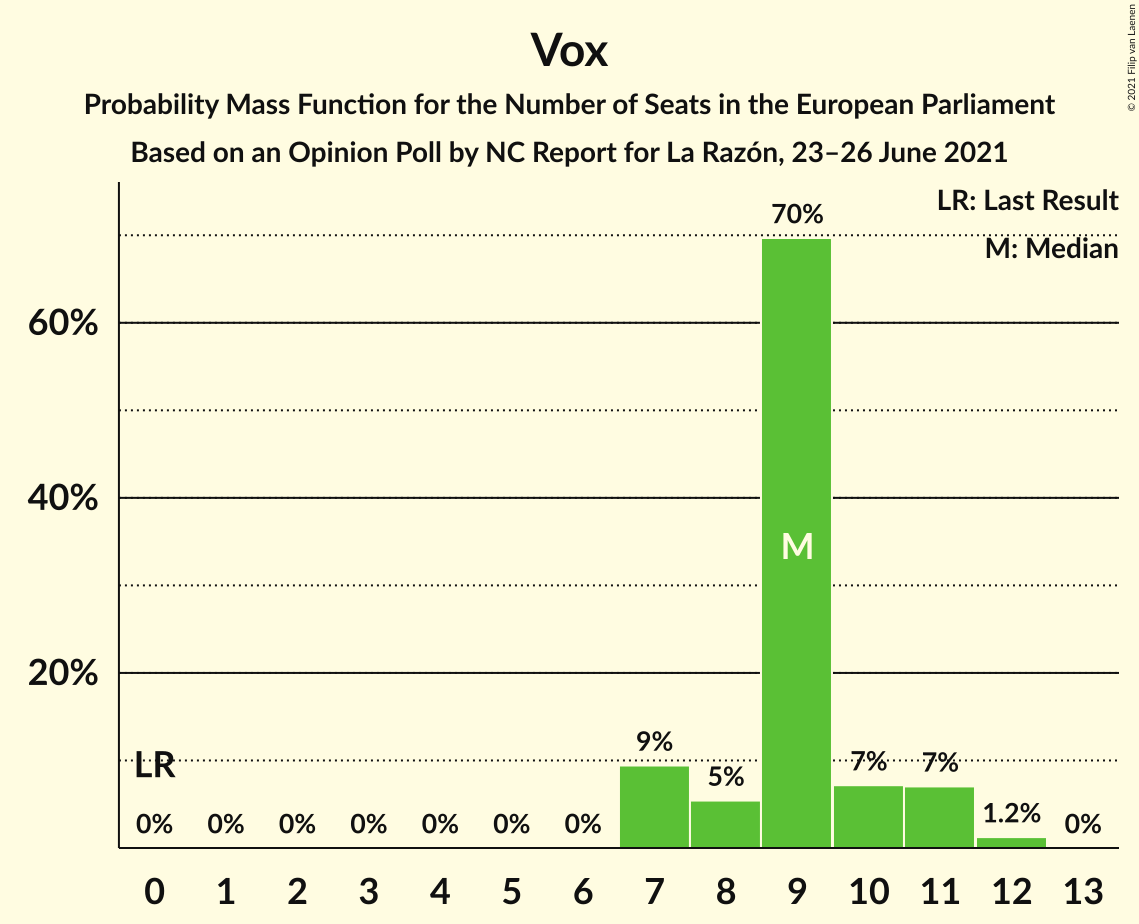 Vox
Probability Mass Function for the Number of Seats in the European Parliament
Based on an Opinion Poll by NC Report for La Razón, 23–26 June 2021
© 2021 Filip van Laenen
LR: Last Result
M: Median
70%
60%
40%
M
20%
9%
LR
5%
7%
7%
0%
0%
0%
0%
0%
0%
0%
1.2%
0%
0 1 2 3 4 5 6 7 8 9 10 11 12 13